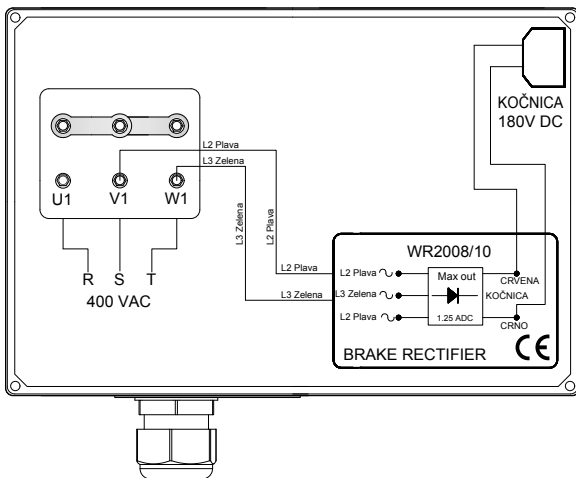 KOČNICA
180V DC
L2 Plava
L3 Zelena
U1 V1 W1
R S T
400 VAC
L3 Zelena
L2 Plava
L2 Plava
L3 Zelena
WR2008/10
L2 Plava
L3 Zelena
L2 Plava
Max out
1.25 ADC
CRVENA
KOČNICA
CRNO
BRAKE RECTIFIER
CE